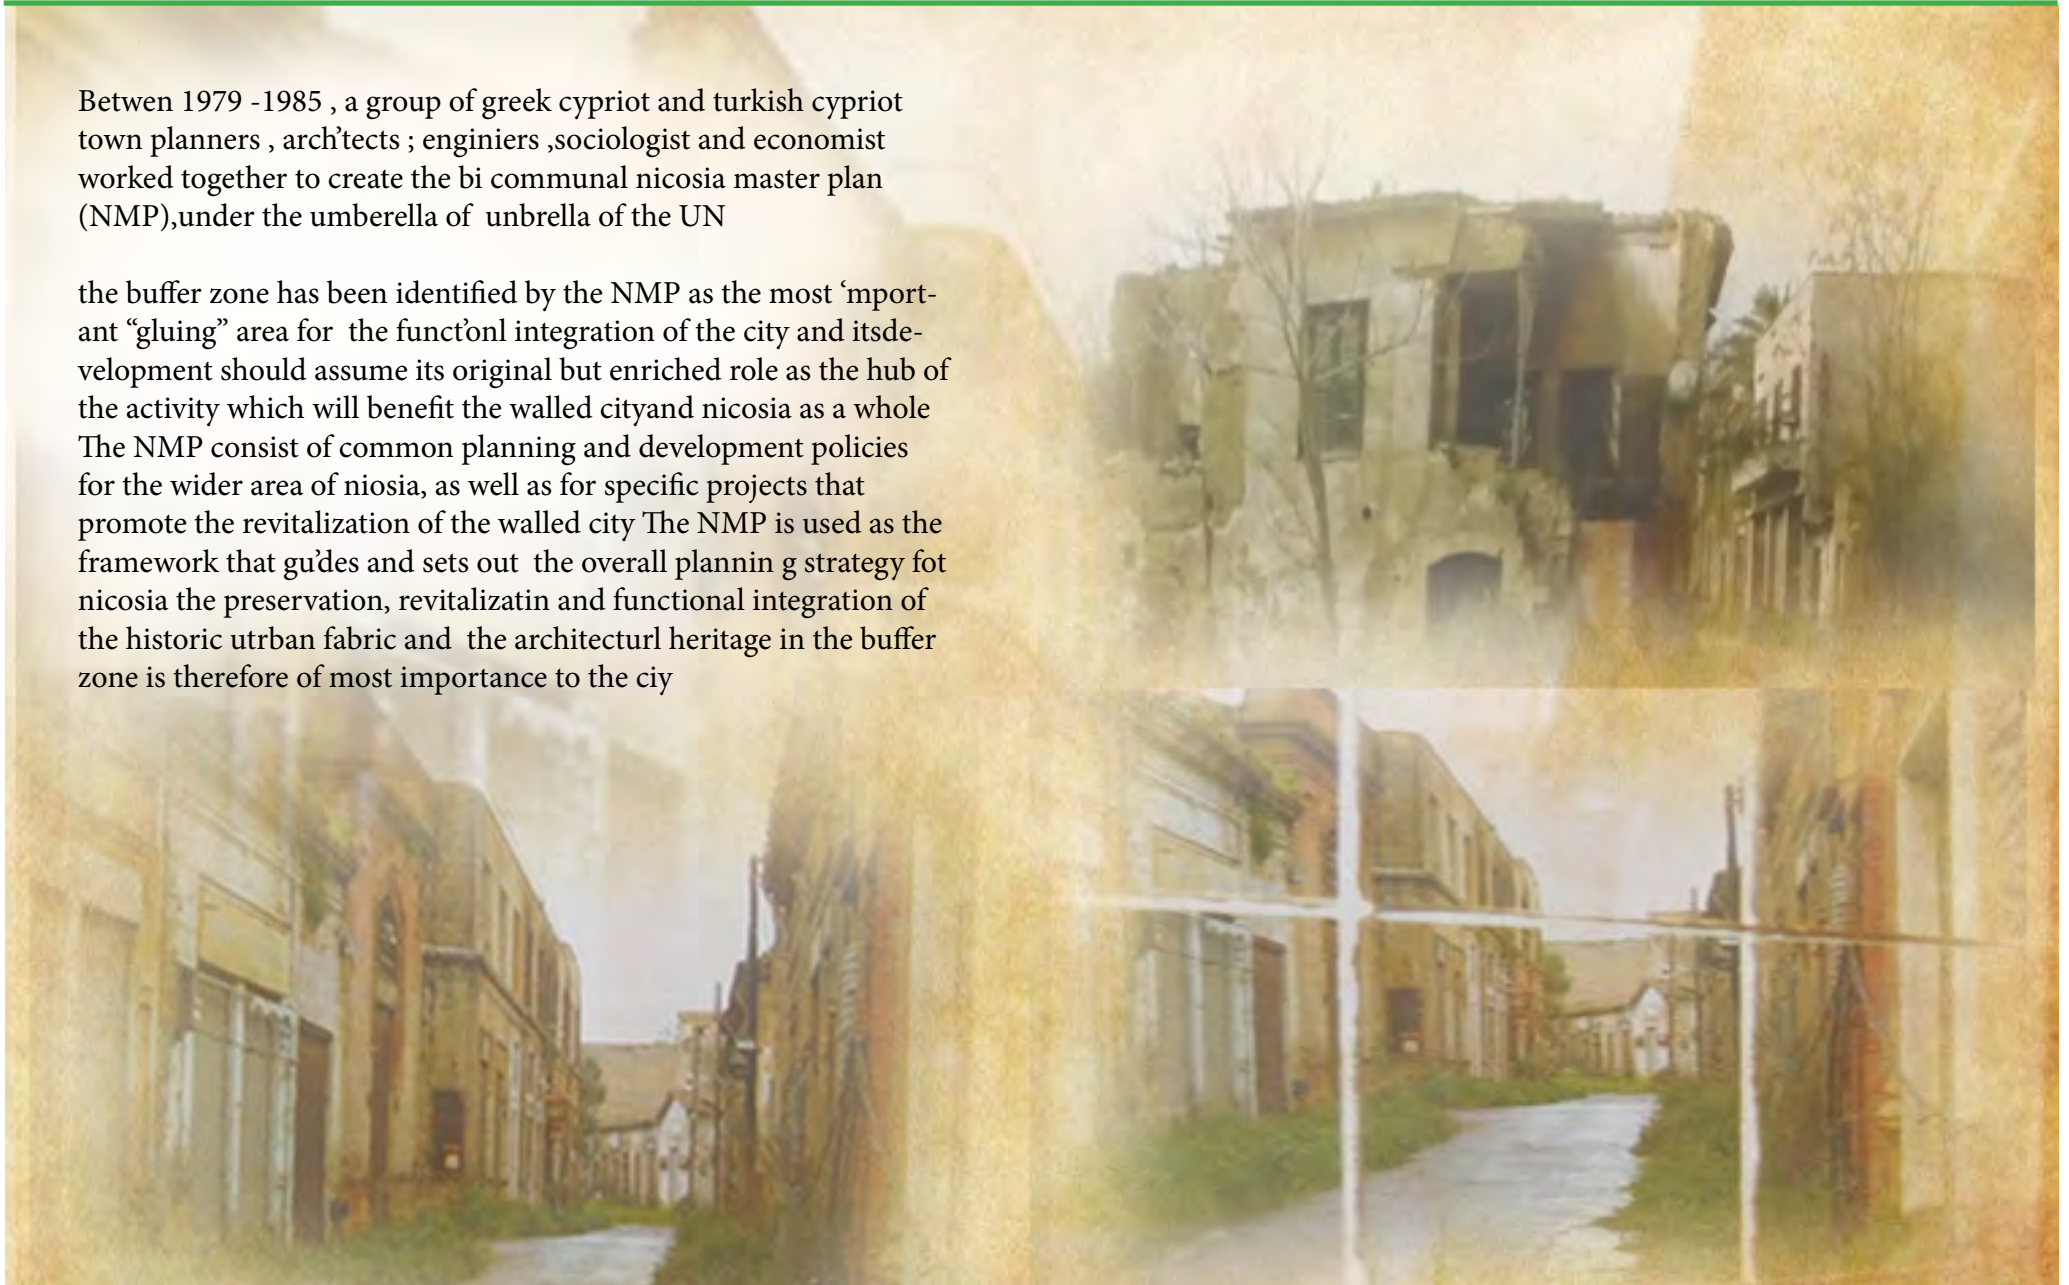 Betwen 1979 -1985 , a group of greek cypriot and turkish cypriot
town planners , arch’tects ; enginiers ,sociologist and economist
worked together to create the bi communal nicosia master plan
(NMP),under the umberella of  unbrella of the UN
the buffer zone has been identified by the NMP as the most ‘mport-
ant “gluing” area for  the funct’onl integration of the city and itsde-
velopment should assume its original but enriched role as the hub of
the activity which will benefit the walled cityand nicosia as a whole
The NMP consist of common planning and development policies
for the wider area of niosia, as well as for specific projects that
promote the revitalization of the walled city The NMP is used as the
framework that gu’des and sets out  the overall plannin g strategy fot
nicosia the preservation, revitalizatin and functional integration of
the historic utrban fabric and  the architecturl heritage in the buffer
zone is therefore of most importance to the ciy